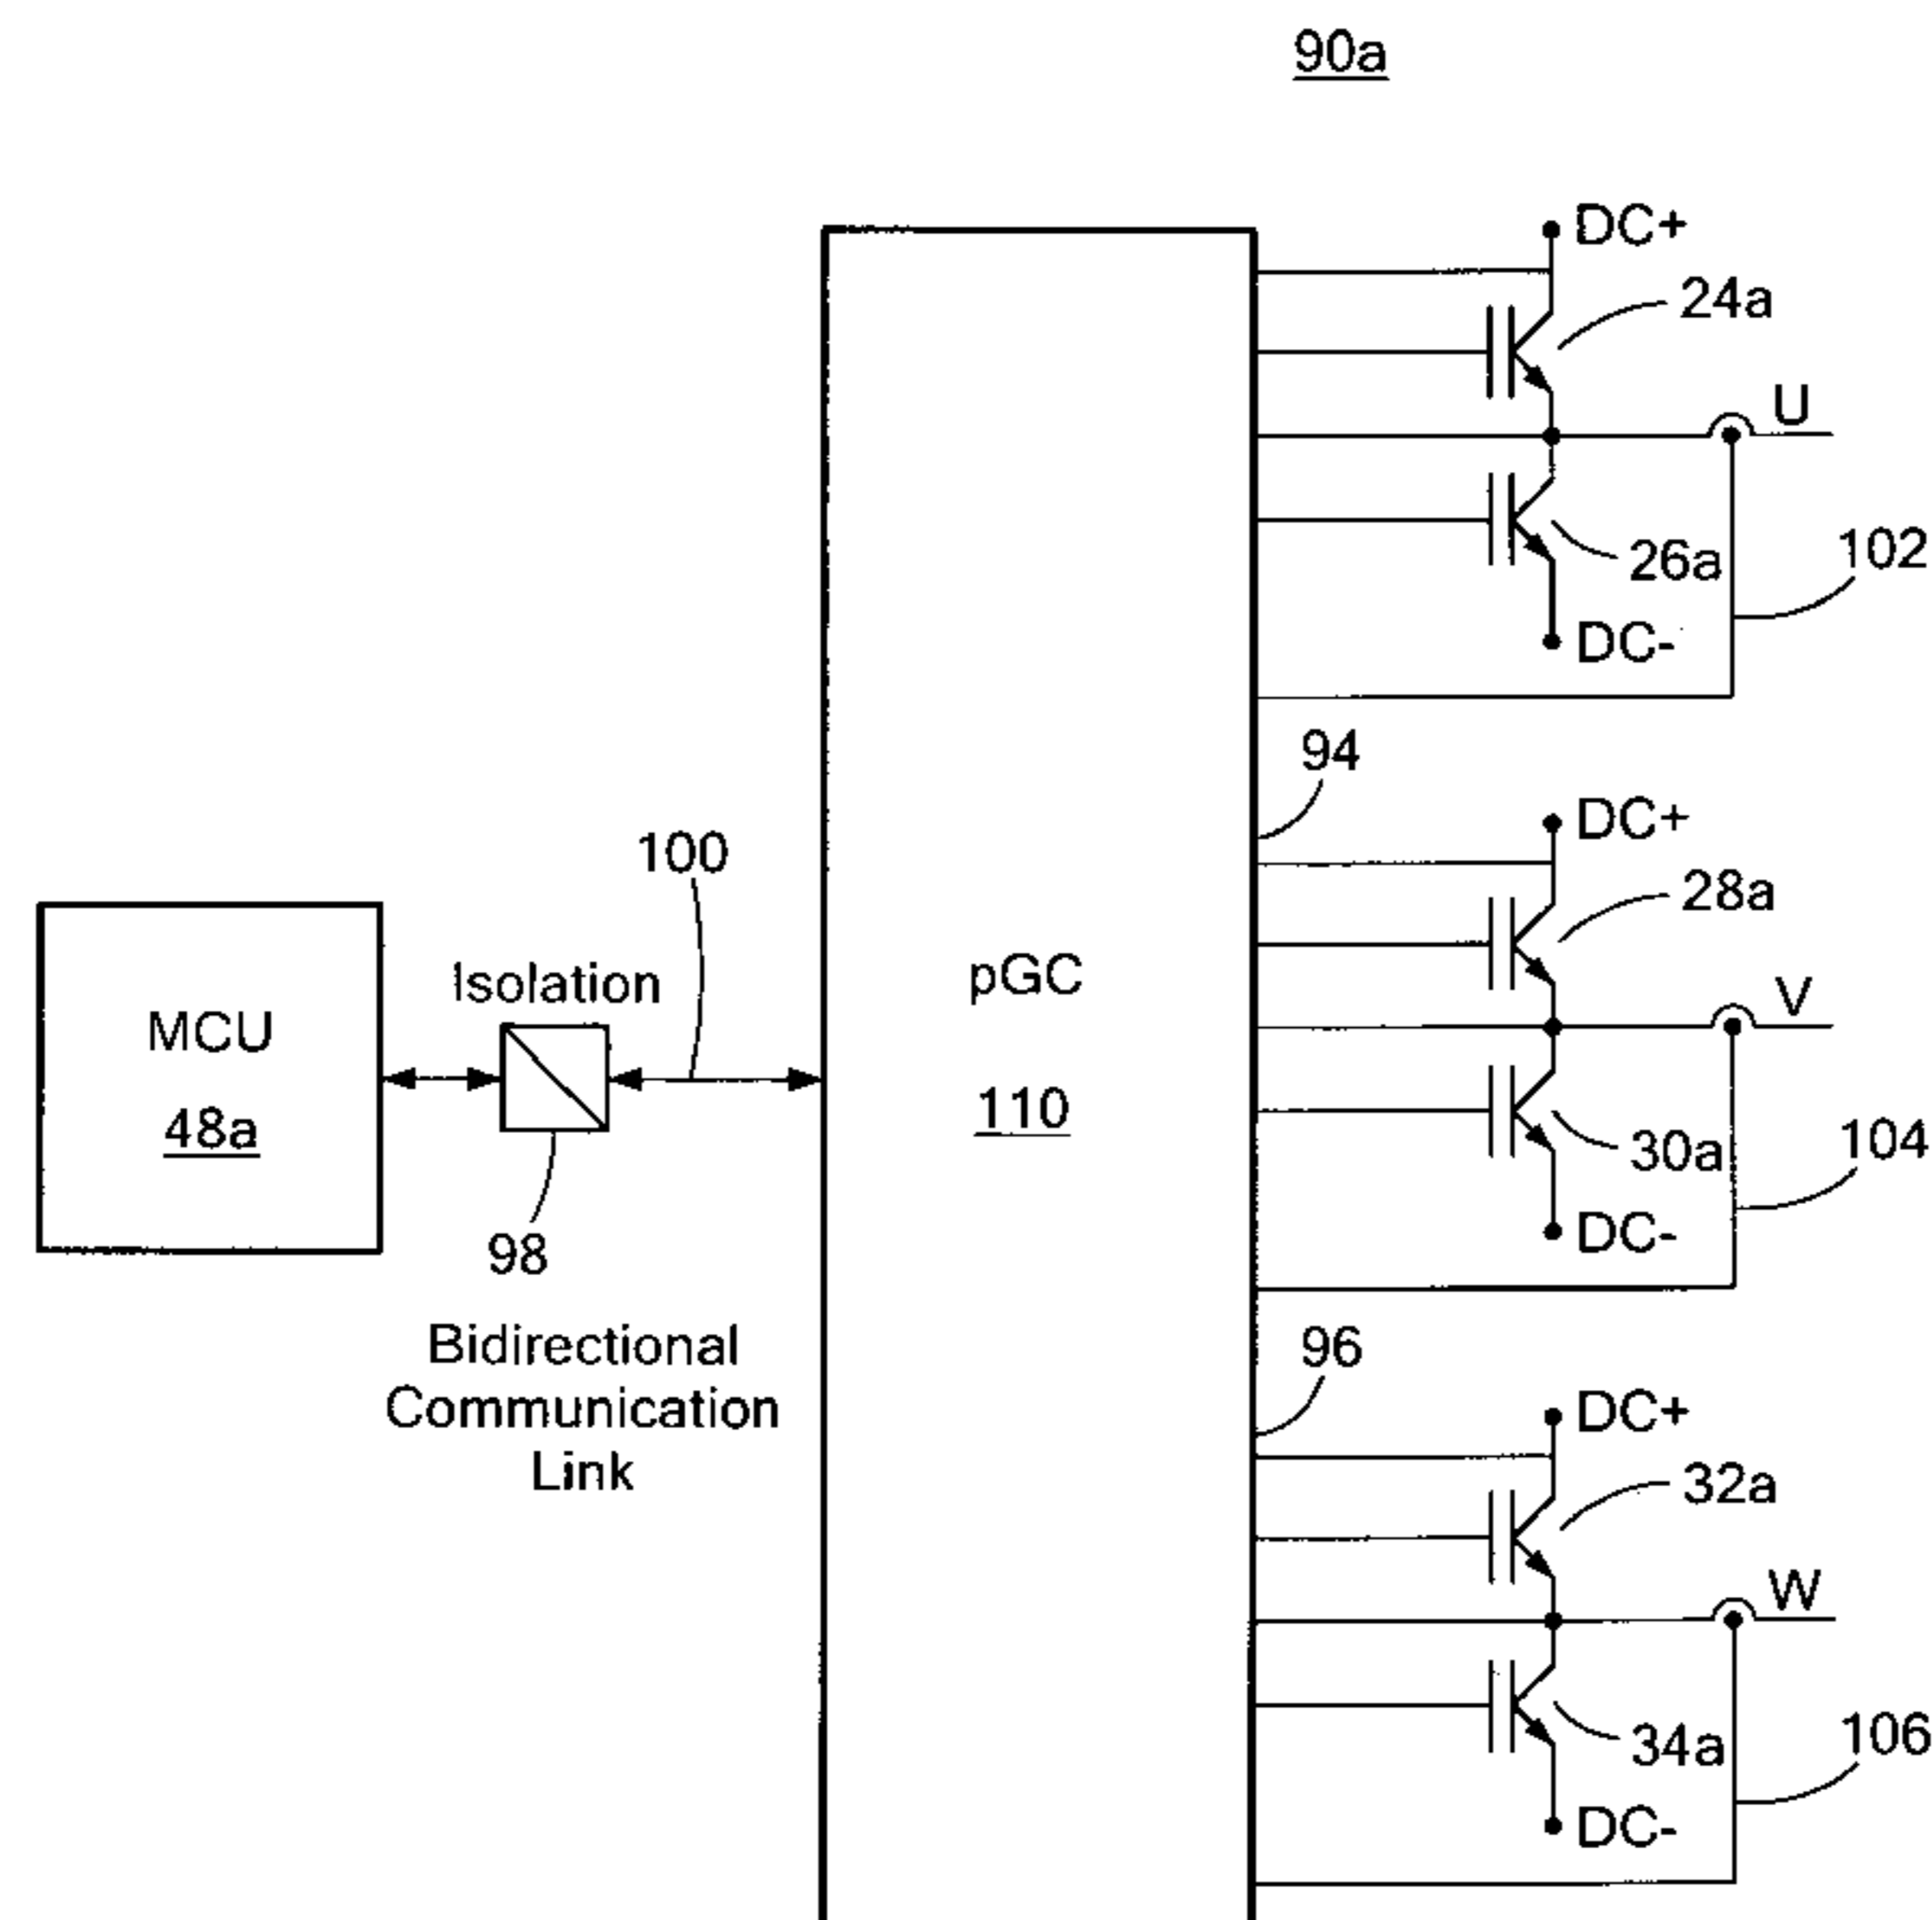 90a
DC+
24a
U
26a
102
DC-
94
DC+
100
28a
Isolation
pGC
V
MCU
110
48a
30a
104
98
DC-
Bidirectional
Communication
Link
96
DC+
32a
W
34a
106
DC-